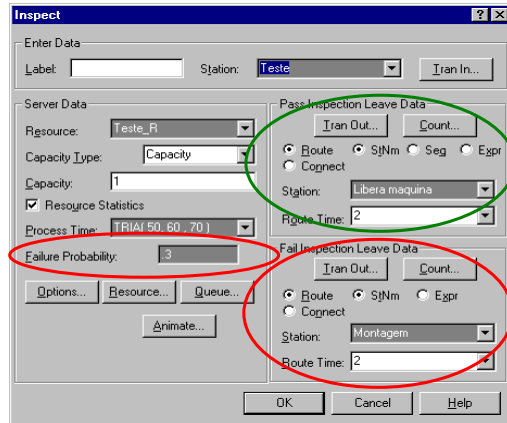 Inspect
Enter Data
Label:
Station: Teste
Tran In...
Server Data
Resource: Teste_R
Capacity Type: Capacity
Capacity: 1
Resource Statistics
Process Time: TRIA( 50, 60 , 70 )
Failure Probability: .3
Options... Resource... Queue...
Animate...
Pass Inspection Leave Data
Tran Out... Count...
Route StNm Seg Expr
Connect
Station: Libera maquina
Route Time: 2
Fail Inspection Leave Data
Tran Out... Count...
Route StNm Expr
Connect
Station: Montagem
Route Time: 2
OK Cancel Help